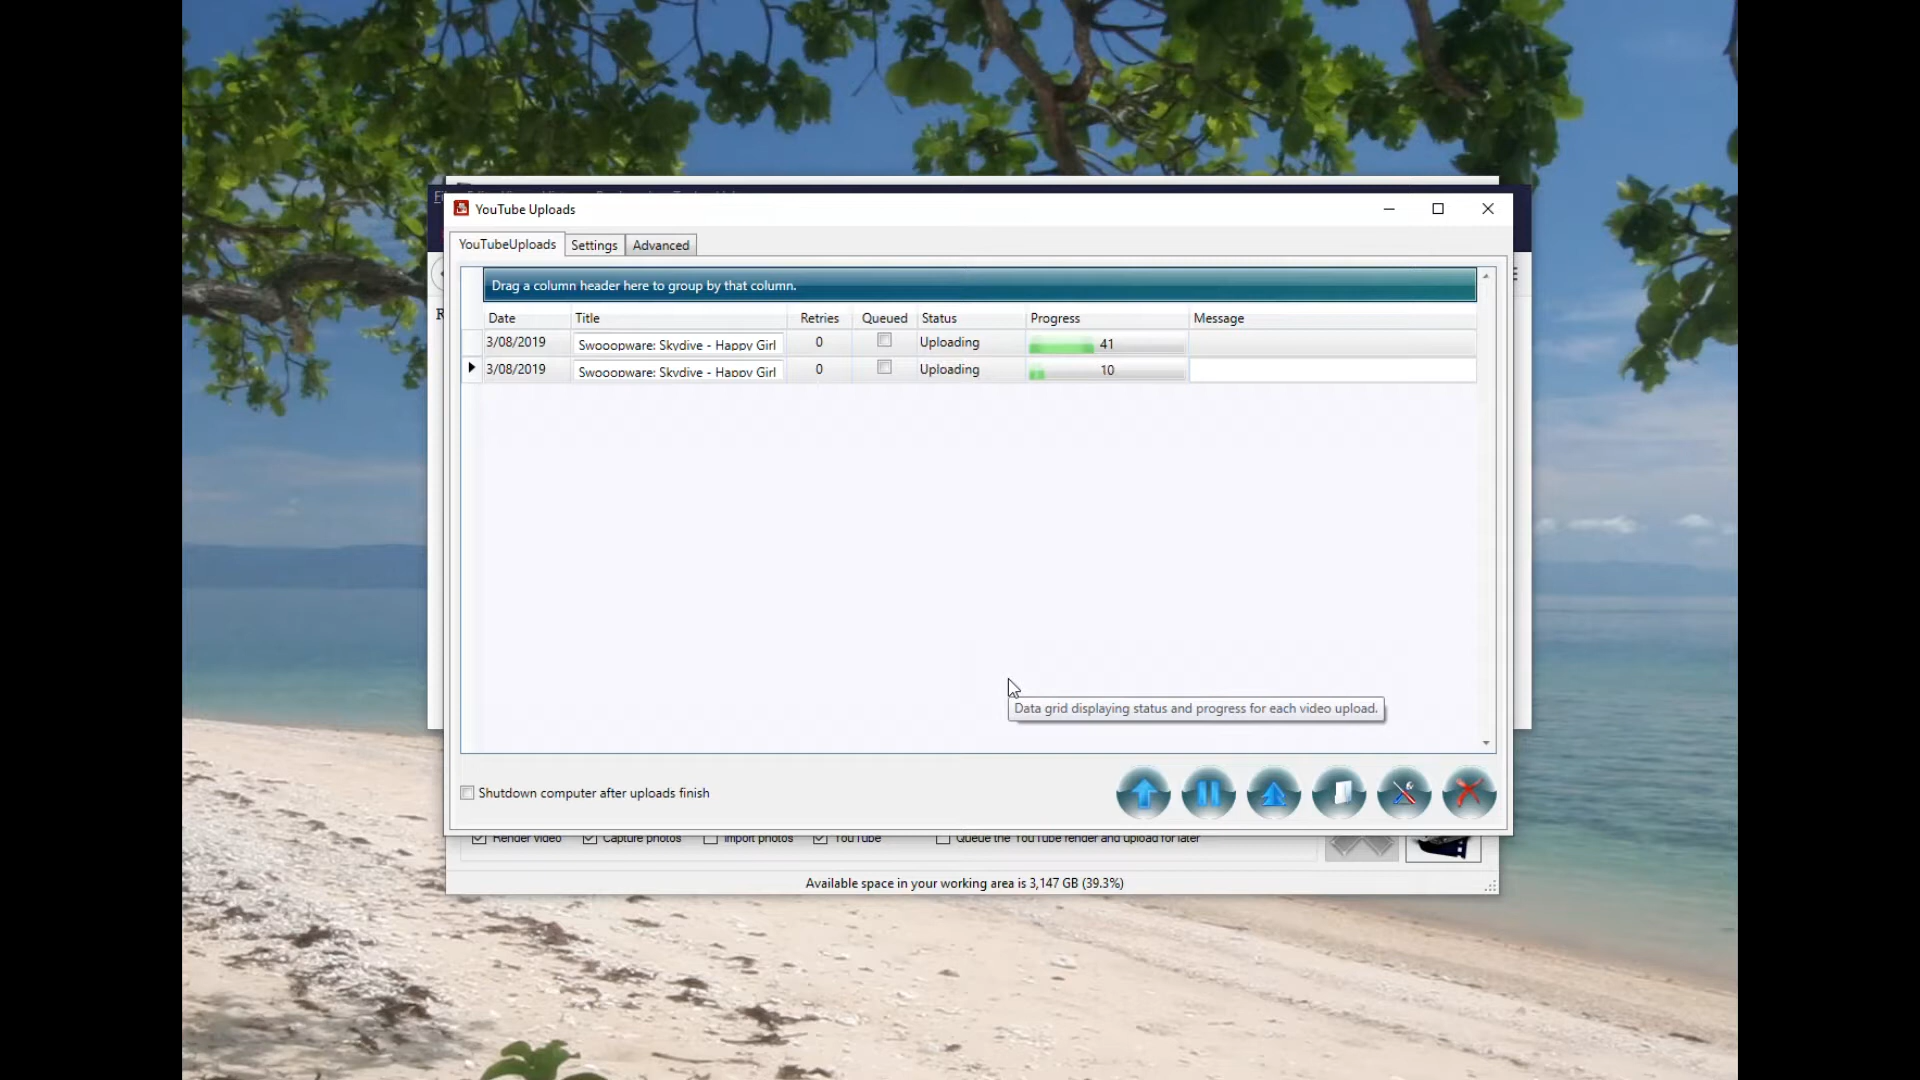 YouTube Uploads
YouTubeUploads Settings Advanced
Drag a column header here to group by that column.
Date Title Retries Queued Status Progress Message
3/08/2019 Swooopware: Skydive - Happy Girl 0 Uploading 41
3/08/2019 Swooopware: Skydive - Happy Girl 0 Uploading 10
Data grid displaying status and progress for each video upload.
Shutdown computer after uploads finish
Render video Capture photos Import photos YouTube Queue the YouTube render and upload for later
Available space in your working area is 3,147 GB (39.3%)